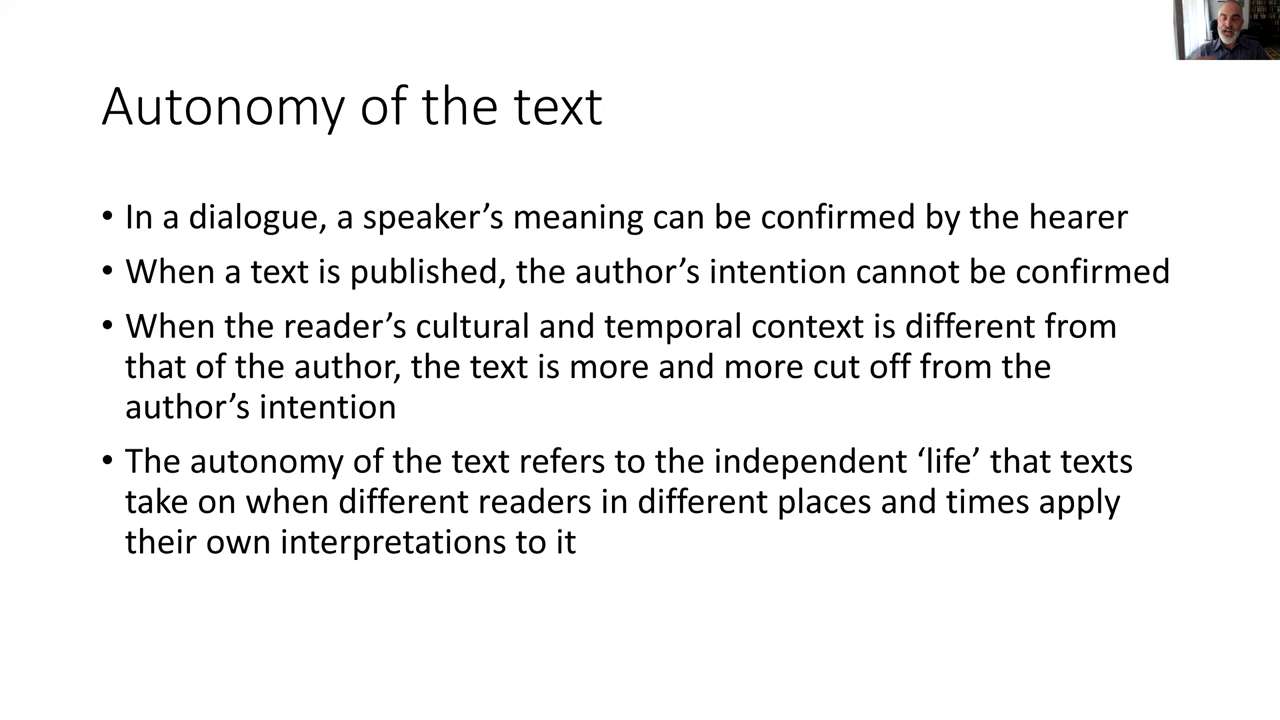 Autonomy of the text
• In a dialogue, a speaker’s meaning can be confirmed by the hearer
• When a text is published, the author’s intention cannot be confirmed
• When the reader’s cultural and temporal context is different from
that of the author, the text is more and more cut off from the
author’s intention
• The autonomy of the text refers to the independent ‘life’ that texts
take on when different readers in different places and times apply
their own interpretations to it